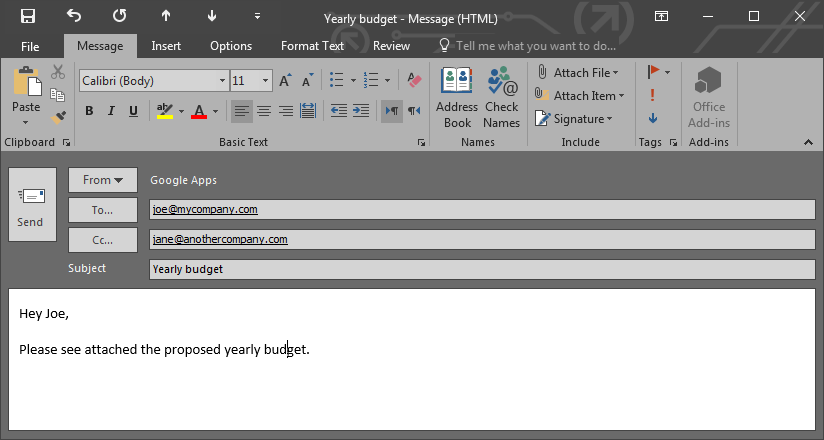 Yearly budget - Message (HTML)
File Message Insert Options Format Text Review Tell me what you want to do...
Calibri (Body) 11
Paste
B I U ab A
Address Book
Check Names
Attach File
Attach Item
Signature
Office Add-ins
Clipboard Basic Text Names Include Tags Add-ins
From Google Apps
To... joe@mycompany.com
Send
Cc... jane@anothercompany.com
Subject Yearly budget
Hey Joe,
Please see attached the proposed yearly budget.